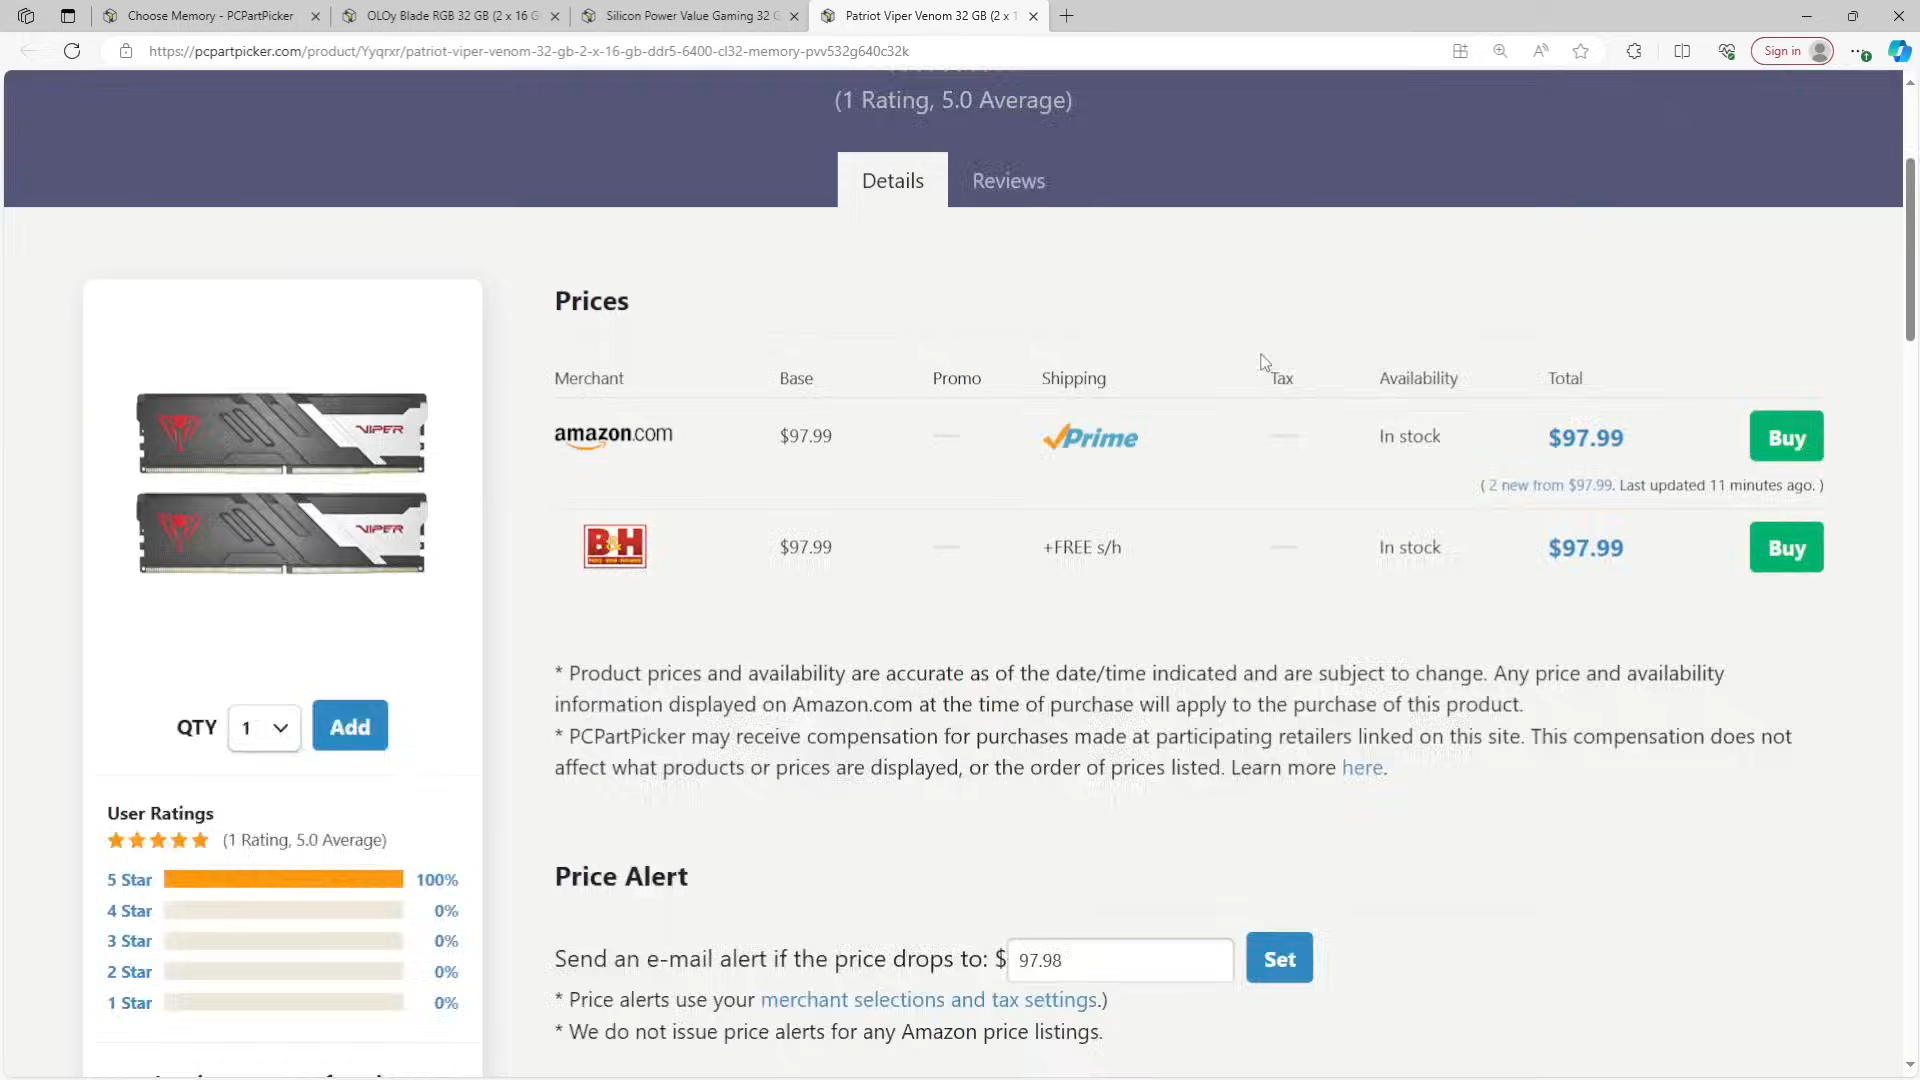 Choose Memory - PCPartPicker
OLOy Blade RGB 32 GB (2 x 16 G
Silicon Power Value Gaming 32 G
Patriot Viper Venom 32 GB (2 x 1
https://pcpartpicker.com/product/Yyqrxr/patriot-viper-venom-32-gb-2-x-16-gb-ddr5-6400-cl32-memory-pvv532g640c32k
Sign in
(1 Rating, 5.0 Average)
Details Reviews
Prices
Merchant Base Promo Shipping Tax Availability Total
amazon.com $97.99 — Prime — In stock $97.99 Buy
( 2 new from $97.99. Last updated 11 minutes ago. )
B&H $97.99 — +FREE s/h — In stock $97.99 Buy
VIPER
VIPER
* Product prices and availability are accurate as of the date/time indicated and are subject to change. Any price and availability
information displayed on Amazon.com at the time of purchase will apply to the purchase of this product.
* PCPartPicker may receive compensation for purchases made at participating retailers linked on this site. This compensation does not
affect what products or prices are displayed, or the order of prices listed. Learn more here.
QTY 1 Add
User Ratings
(1 Rating, 5.0 Average)
5 Star 100%
4 Star 0%
3 Star 0%
2 Star 0%
1 Star 0%
Price Alert
Send an e-mail alert if the price drops to: $ 97.98 Set
* Price alerts use your merchant selections and tax settings.)
* We do not issue price alerts for any Amazon price listings.